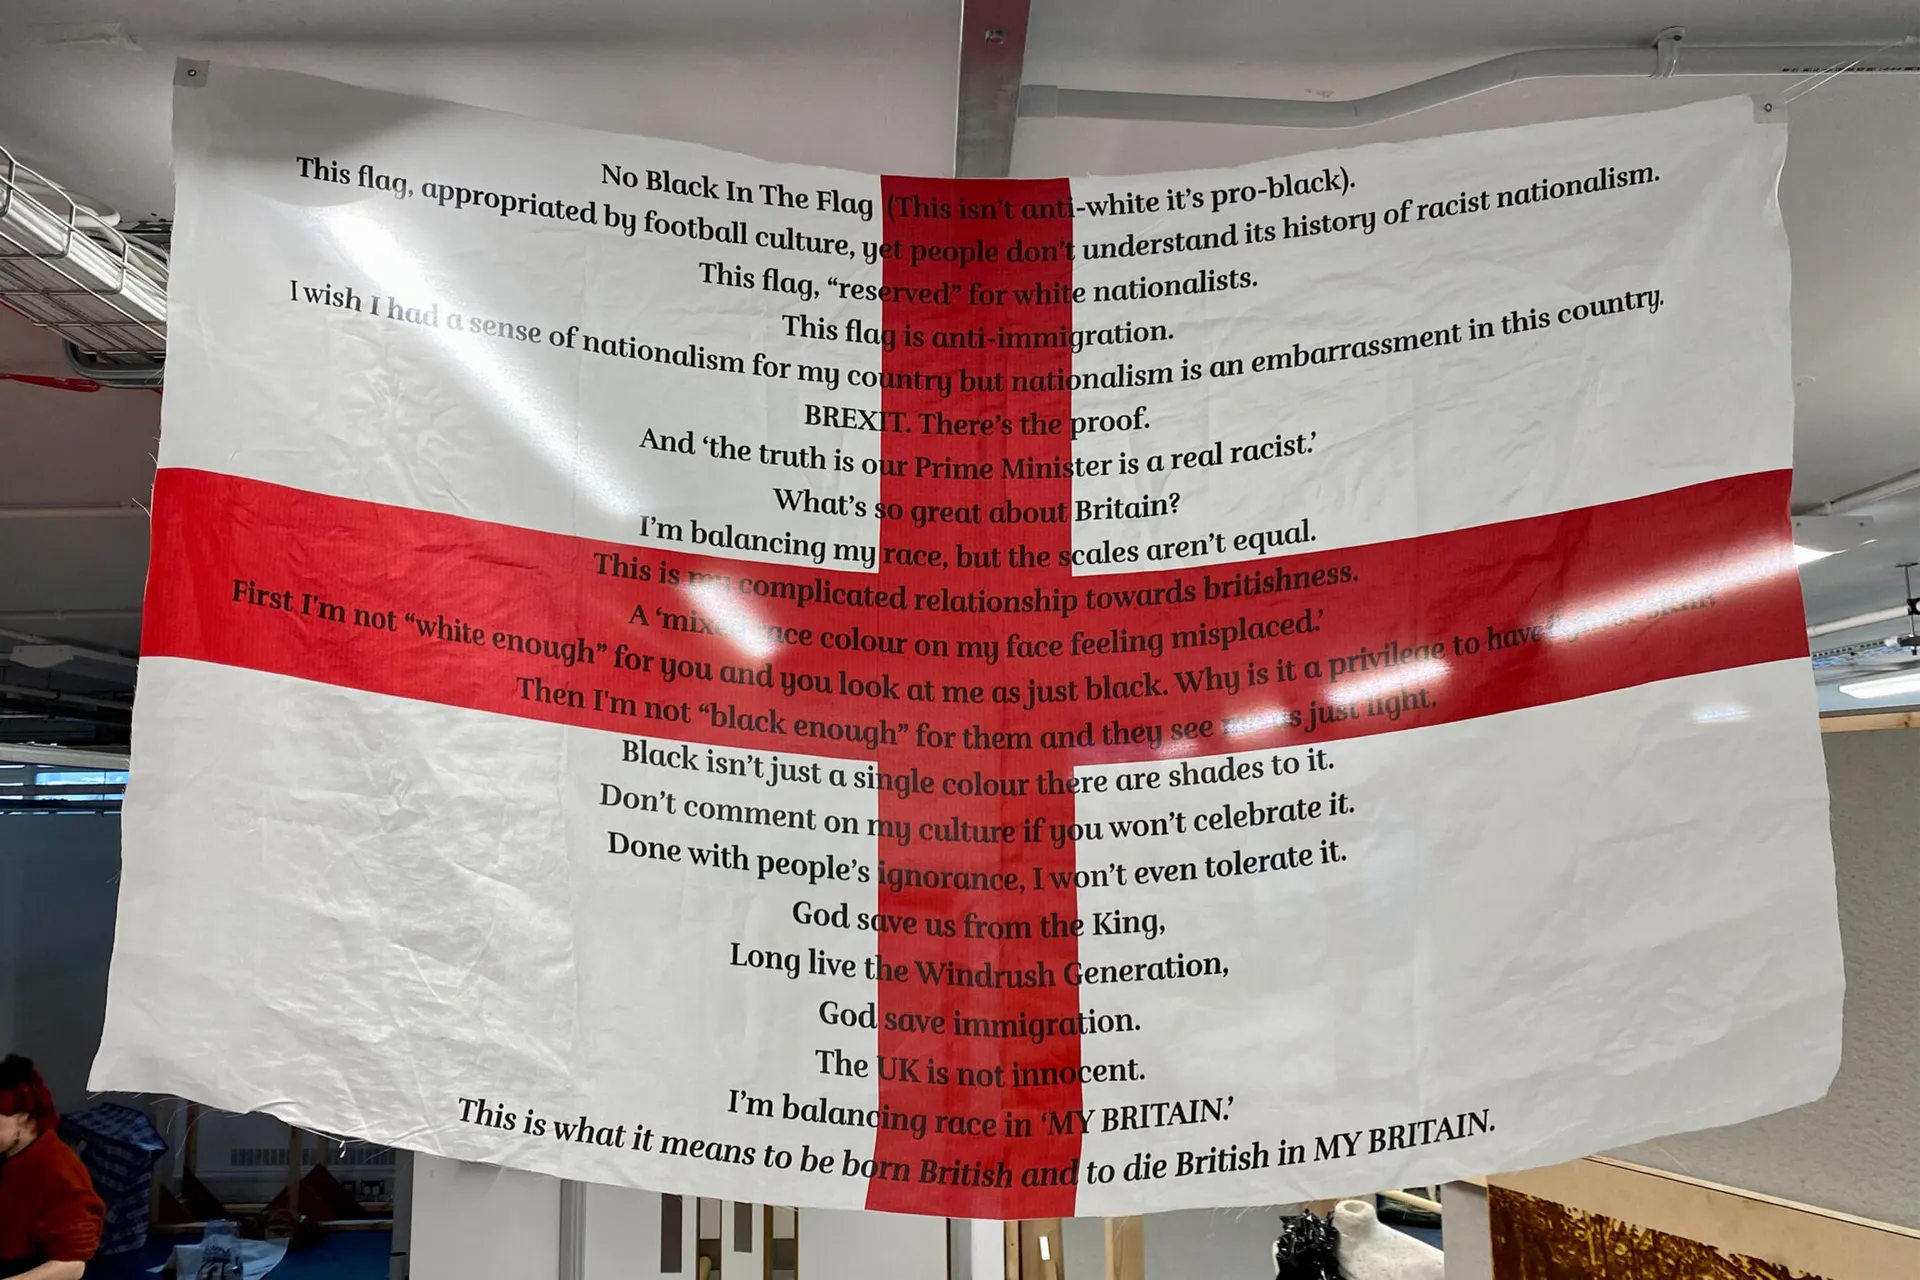 No Black In The Flag (This isn't anti-white it's pro-black).
This flag, appropriated by football culture, yet people don't understand its history of racist nationalism.
This flag, “reserved” for white nationalists.
This flag is anti-immigration.
I wish I had a sense of nationalism for my country but nationalism is an embarrassment in this country.
BREXIT. There's the proof.
And ‘the truth is our Prime Minister is a real racist.’
What's so great about Britain?
I'm balancing my race, but the scales aren't equal.
This is my complicated relationship towards britishness.
A ‘mixed race colour on my face feeling misplaced.’
First I'm not “white enough” for you and you look at me as just black. Why is it a privilege to have
Then I'm not “black enough” for them and they see just light.
Black isn't just a single colour there are shades to it.
Don't comment on my culture if you won't celebrate it.
Done with people's ignorance, I won't even tolerate it.
God save us from the King,
Long live the Windrush Generation,
God save immigration.
The UK is not innocent.
I'm balancing race in ‘MY BRITAIN.’
This is what it means to be born British and to die British in MY BRITAIN.